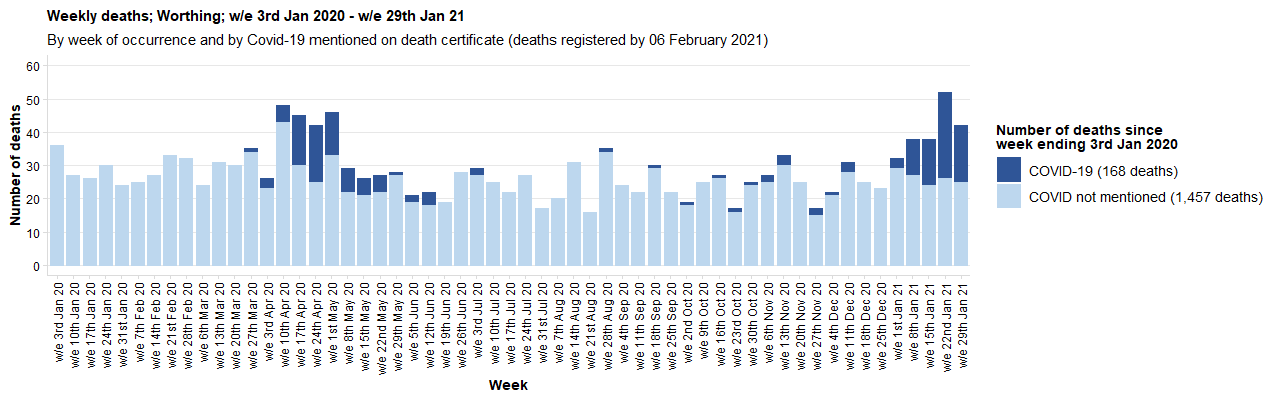 Weekly deaths; Worthing; w/e 3rd Jan 2020 - w/e 29th Jan 21
By week of occurrence and by Covid-19 mentioned on death certificate (deaths registered by 06 February 2021)
60
50
40
30
20
10
0
Number of deaths
w/e 3rd Jan 20
w/e 10th Jan 20
w/e 17th Jan 20
w/e 24th Jan 20
w/e 31st Jan 20
w/e 7th Feb 20
w/e 14th Feb 20
w/e 21st Feb 20
w/e 28th Feb 20
w/e 6th Mar 20
w/e 13th Mar 20
w/e 20th Mar 20
w/e 27th Mar 20
w/e 3rd Apr 20
w/e 10th Apr 20
w/e 17th Apr 20
w/e 24th Apr 20
w/e 1st May 20
w/e 8th May 20
w/e 15th May 20
w/e 22nd May 20
w/e 29th May 20
w/e 5th Jun 20
w/e 12th Jun 20
w/e 19th Jun 20
w/e 26th Jun 20
w/e 3rd Jul 20
w/e 10th Jul 20
w/e 17th Jul 20
w/e 24th Jul 20
w/e 31st Jul 20
w/e 7th Aug 20
w/e 14th Aug 20
w/e 21st Aug 20
w/e 28th Aug 20
w/e 4th Sep 20
w/e 11th Sep 20
w/e 18th Sep 20
w/e 25th Sep 20
w/e 2nd Oct 20
w/e 9th Oct 20
w/e 16th Oct 20
w/e 23rd Oct 20
w/e 30th Oct 20
w/e 6th Nov 20
w/e 13th Nov 20
w/e 20th Nov 20
w/e 27th Nov 20
w/e 4th Dec 20
w/e 11th Dec 20
w/e 18th Dec 20
w/e 25th Dec 20
w/e 1st Jan 21
w/e 8th Jan 21
w/e 15th Jan 21
w/e 22nd Jan 21
w/e 29th Jan 21
Week
Number of deaths since
week ending 3rd Jan 2020
COVID-19 (168 deaths)
COVID not mentioned (1,457 deaths)